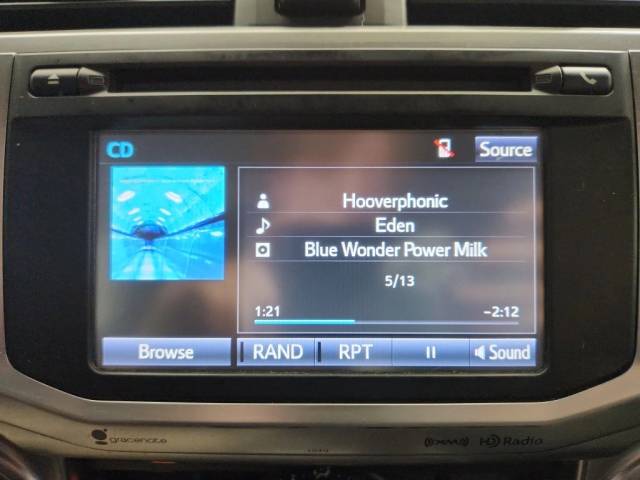 CD
Source
Hooverphonic
Eden
Blue Wonder Power Milk
5/13
1:21
-2:12
Browse
RAND
RPT
Sound
gracenote
((XM))
HD Radio